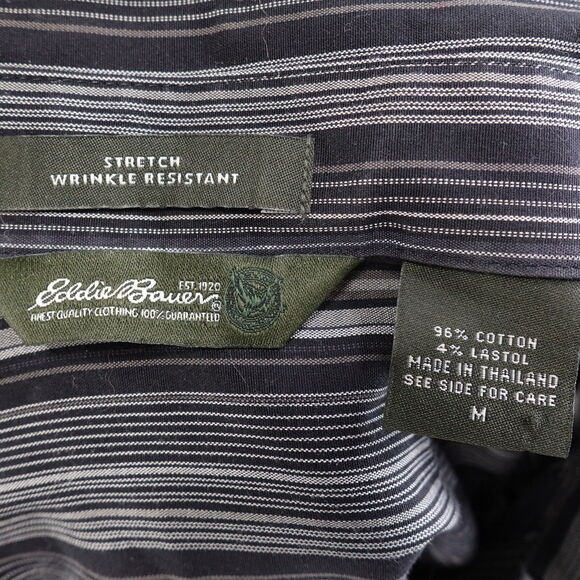 STRETCH
WRINKLE RESISTANT
EST. 1920
Eddie Bauer®
FINEST QUALITY CLOTHING 100% GUARANTEED
96% COTTON
4% LASTOL
MADE IN THAILAND
SEE SIDE FOR CARE
M